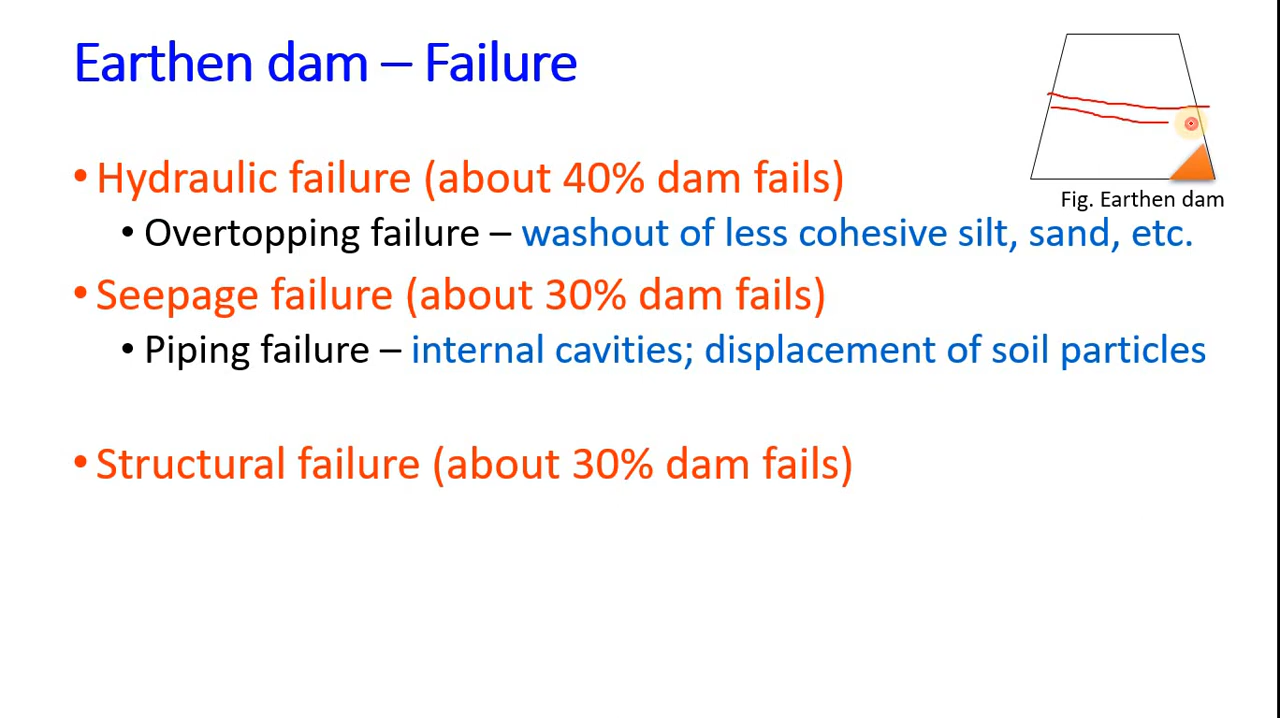 Earthen dam – Failure
• Hydraulic failure (about 40% dam fails)
Fig. Earthen dam
• Overtopping failure – washout of less cohesive silt, sand, etc.
• Seepage failure (about 30% dam fails)
• Piping failure – internal cavities; displacement of soil particles
• Structural failure (about 30% dam fails)